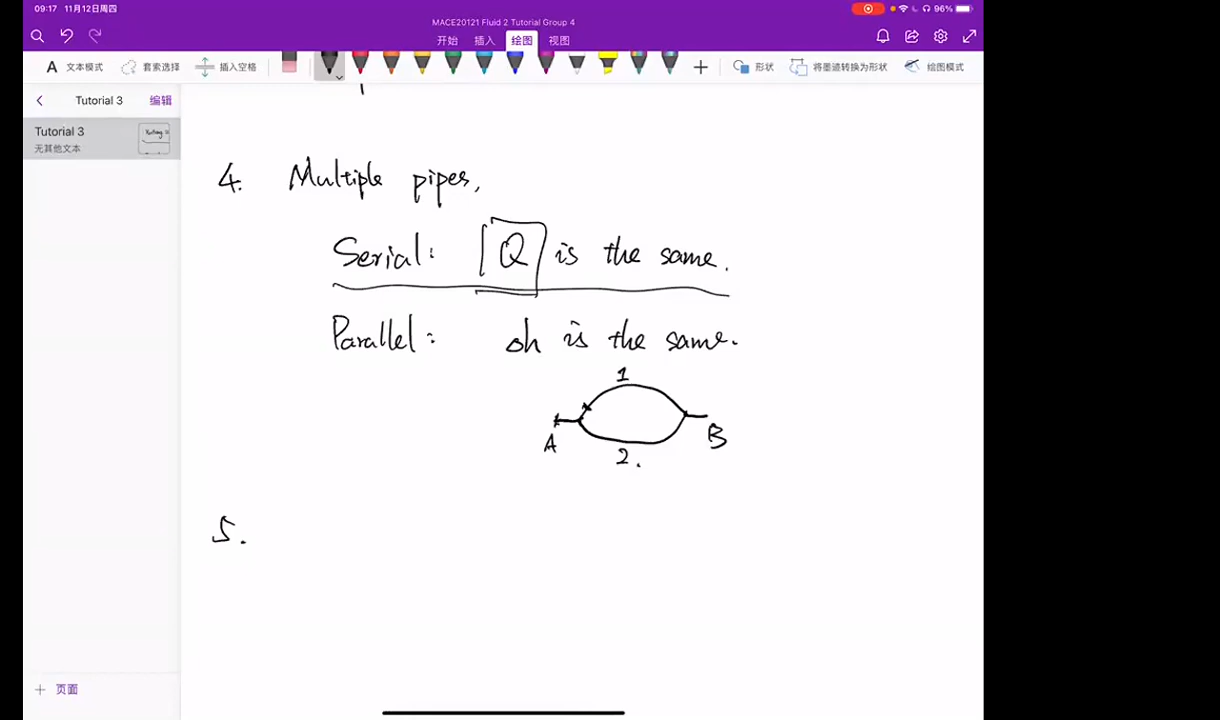 09:17 11月12日周四
96%
MACE20121 Fluid 2 Tutorial Group 4
开始 插入 绘图 视图
A 文本模式 套索选择 插入空格 形状 将墨迹转换为形状 绘图模式
Tutorial 3 编辑
Tutorial 3
无其他文本
4. Multiple pipes,
Serial: Q is the same.
Parallel: Δh is the same.
1
A B
2.
5.
页面